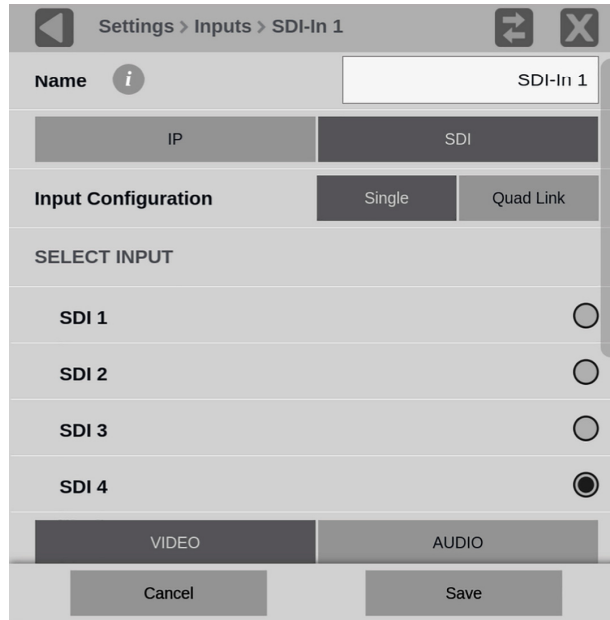 Settings > Inputs > SDI-In 1
Name i SDI-In 1
IP SDI
Input Configuration Single Quad Link
SELECT INPUT
SDI 1
SDI 2
SDI 3
SDI 4
VIDEO AUDIO
Cancel Save